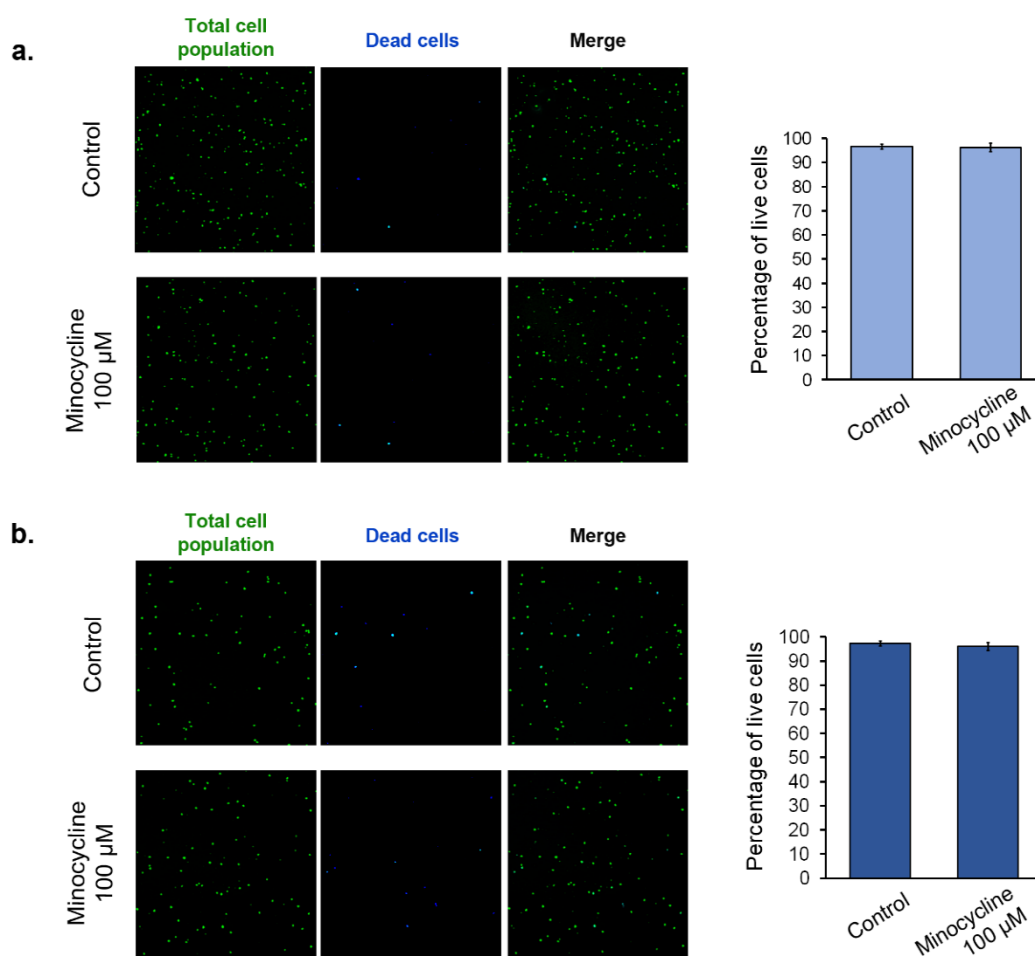 a.
Total cell
population
Dead cells
Merge
Control
Minocycline
100 µM
Percentage of live cells
100
90
80
70
60
50
40
30
20
10
0
Control
Minocycline
100 µM
b.
Total cell
population
Dead cells
Merge
Control
Minocycline
100 µM
Percentage of live cells
100
90
80
70
60
50
40
30
20
10
0
Control
Minocycline
100 µM